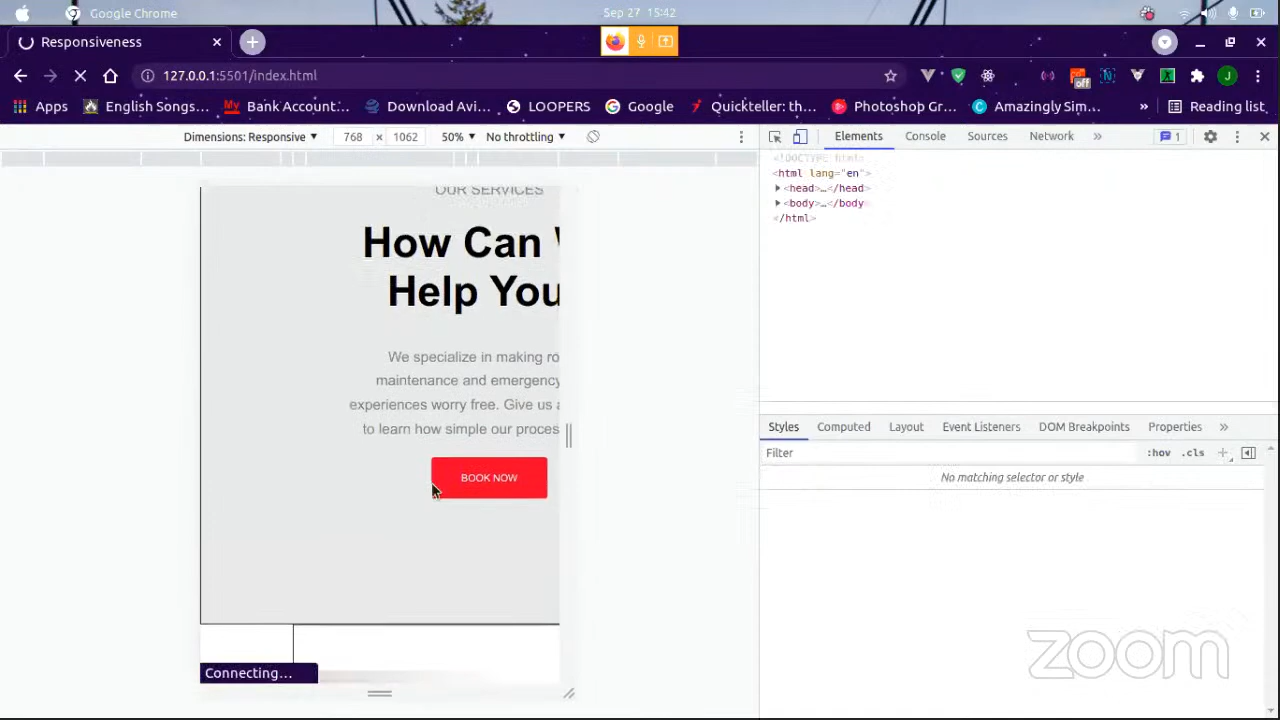 Google Chrome
Sep 27 15:42
Responsiveness
127.0.0.1:5501/index.html
off
J
Apps
English Songs...
My
Bank Account'...
Download Avi...
LOOPERS
Google
Quickteller: th...
Photoshop Gr...
Amazingly Sim...
»
Reading list
Dimensions: Responsive
768 × 1062
50%
No throttling
Elements
Console
Sources
Network
»
1
<!DOCTYPE html>
<html lang="en">
<head>…</head>
<body>…</body>
</html>
OUR SERVICES
How Can
Help You
We specialize in making ro
maintenance and emergency
experiences worry free. Give us a
to learn how simple our proces
BOOK NOW
Connecting...
Styles
Computed
Layout
Event Listeners
DOM Breakpoints
Properties
»
Filter
:hov
.cls
No matching selector or style
zoom